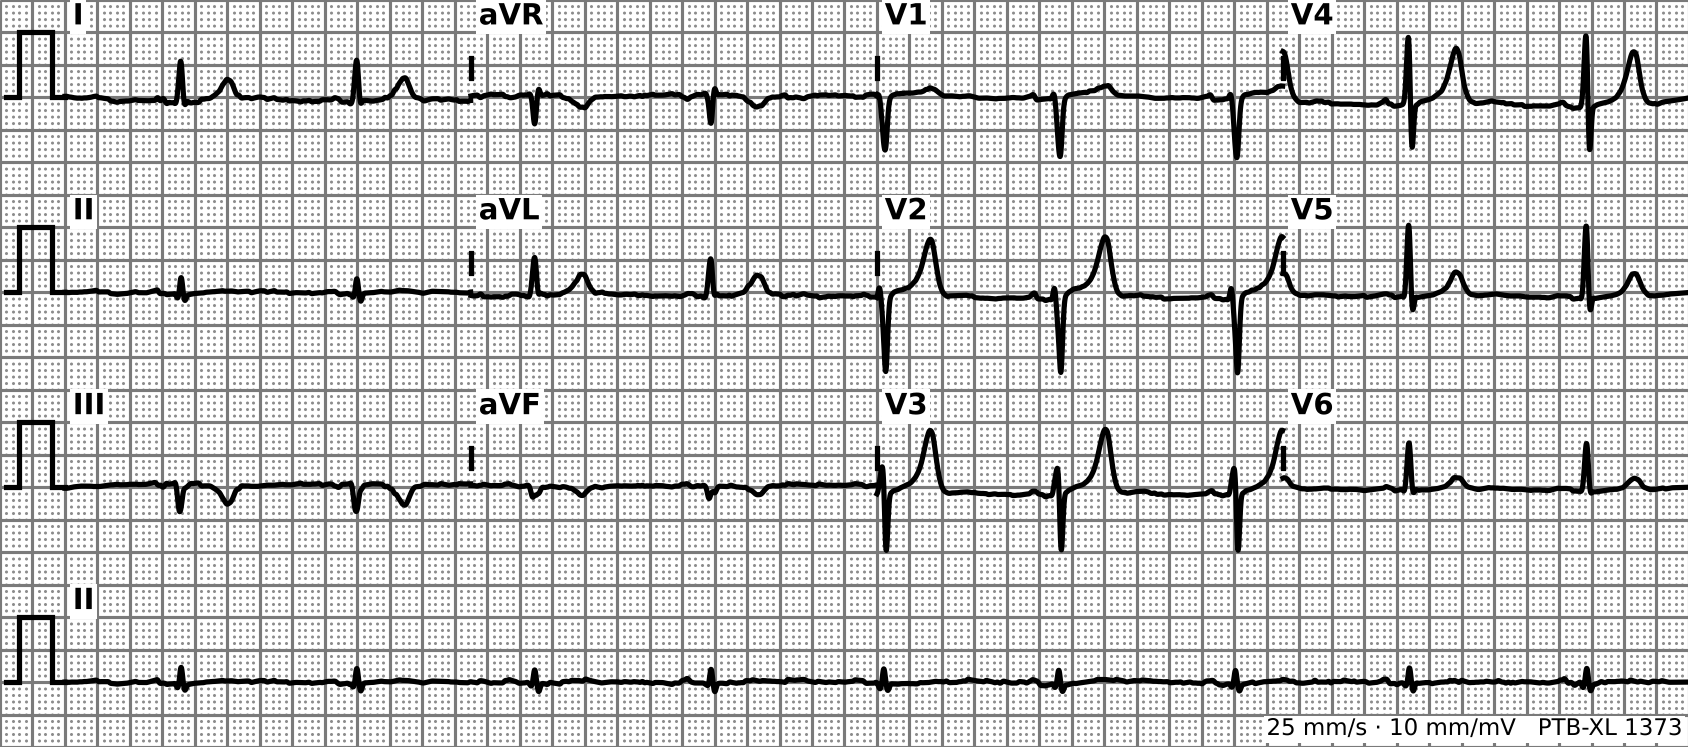 I aVR V1 V4
II aVL V2 V5
III aVF V3 V6
II
25 mm/s · 10 mm/mV PTB-XL 1373